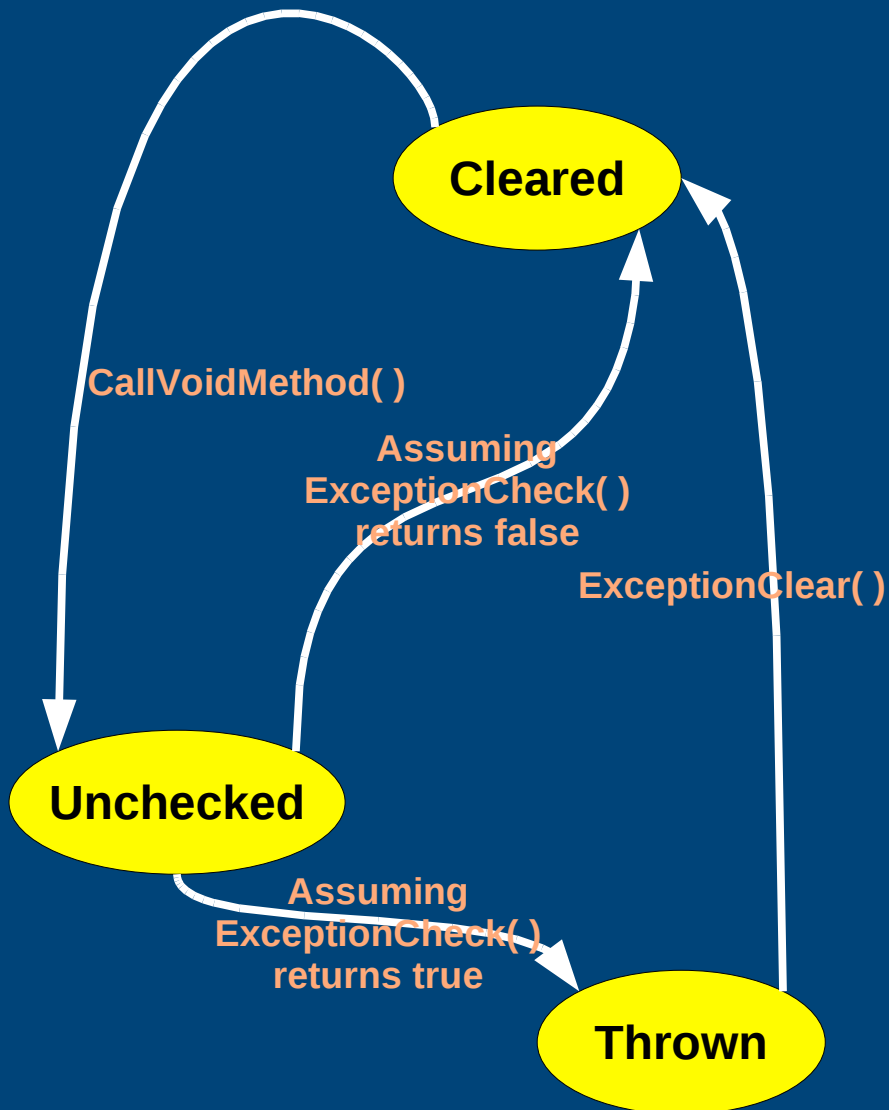 Cleared
CallVoidMethod( )
Assuming
ExceptionCheck( )
returns false
ExceptionClear( )
Unchecked
Assuming
ExceptionCheck( )
returns true
Thrown